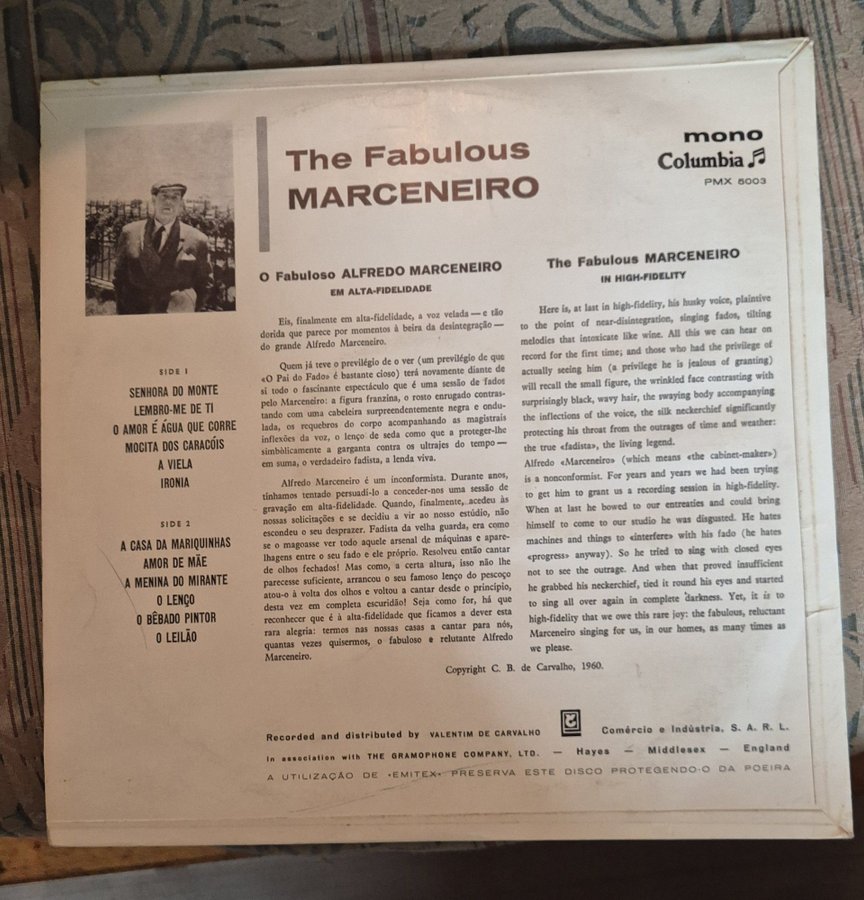 The Fabulous
MARCENEIRO
mono
Columbia
PMX 5003
SIDE 1
SENHORA DO MONTE
LEMBRO-ME DE TI
O AMOR É ÁGUA QUE CORRE
MOCITA DOS CARACÓIS
A VIELA
IRONIA
SIDE 2
A CASA DA MARIQUINHAS
AMOR DE MÃE
A MENINA DO MIRANTE
O LENÇO
O BÊBADO PINTOR
O LEILÃO
O Fabuloso ALFREDO MARCENEIRO
EM ALTA-FIDELIDADE
Eis, finalmente em alta-fidelidade, a voz velada — e tão
dorida que parece por momentos à beira da desintegração —
do grande Alfredo Marceneiro.
Quem já teve o previlégio de o ver (um previlégio de que
«O Pai do Fado» é bastante cioso) terá novamente diante de
si todo o fascinante espectáculo que é uma sessão de fados
pelo Marceneiro: a figura franzina, o rosto enrugado contras-
tando com uma cabeleira surpreendentemente negra e ondu-
lada, os requebros do corpo acompanhando as magistrais
inflexões da voz, o lenço de seda como que a proteger-lhe
simbòlicamente a garganta contra os ultrajes do tempo —
em suma, o verdadeiro fadista, a lenda viva.
Alfredo Marceneiro é um inconformista. Durante anos,
tínhamos tentado persuadi-lo a conceder-nos uma sessão de
gravação em alta-fidelidade. Quando, finalmente, acedeu às
nossas solicitações e se decidiu a vir ao nosso estúdio, não
escondeu o seu desprazer. Fadista da velha guarda, era como
se o magoasse ver todo aquele arsenal de máquinas e apare-
lhagens entre o seu fado e ele próprio. Resolveu então cantar
de olhos fechados! Mas como, a certa altura, isso não lhe
parecesse suficiente, arrancou o seu famoso lenço do pescoço
atou-o à volta dos olhos e voltou a cantar desde o princípio,
desta vez em completa escuridão! Seja como for, há que
reconhecer que é à alta-fidelidade que ficamos a dever esta
rara alegria: termos nas nossas casas a cantar para nós,
quantas vezes quisermos, o fabuloso e relutante Alfredo
Marceneiro.
The Fabulous MARCENEIRO
IN HIGH-FIDELITY
Here is, at last in high-fidelity, his husky voice, plaintive
to the point of near-disintegration, singing fados, tilting
melodies that intoxicate like wine. All this we can hear on
record for the first time; and those who had the privilege of
actually seeing him (a privilege he is jealous of granting)
will recall the small figure, the wrinkled face contrasting with
surprisingly black, wavy hair, the swaying body accompanying
the inflections of the voice, the silk neckerchief significantly
protecting his throat from the outrages of time and weather:
the true «fadista», the living legend.
Alfredo «Marceneiro» (which means «the cabinet-maker»)
is a nonconformist. For years and years we had been trying
to get him to grant us a recording session in high-fidelity.
When at last he bowed to our entreaties and could bring
himself to come to our studio he was disgusted. He hates
machines and things to «interfere» with his fado (he hates
«progress» anyway). So he tried to sing with closed eyes
not to see the outrage. And when that proved insufficient
he grabbed his neckerchief, tied it round his eyes and started
to sing all over again in complete darkness. Yet, it is to
high-fidelity that we owe this rare joy: the fabulous, reluctant
Marceneiro singing for us, in our homes, as many times as
we please.
Copyright C. B. de Carvalho, 1960.
Recorded and distributed by VALENTIM DE CARVALHO Comércio e Indústria, S. A. R. L.
In association with THE GRAMOPHONE COMPANY, LTD. — Hayes — Middlesex — England
A UTILIZAÇÃO DE «EMITEX» PRESERVA ESTE DISCO PROTEGENDO-O DA POEIRA